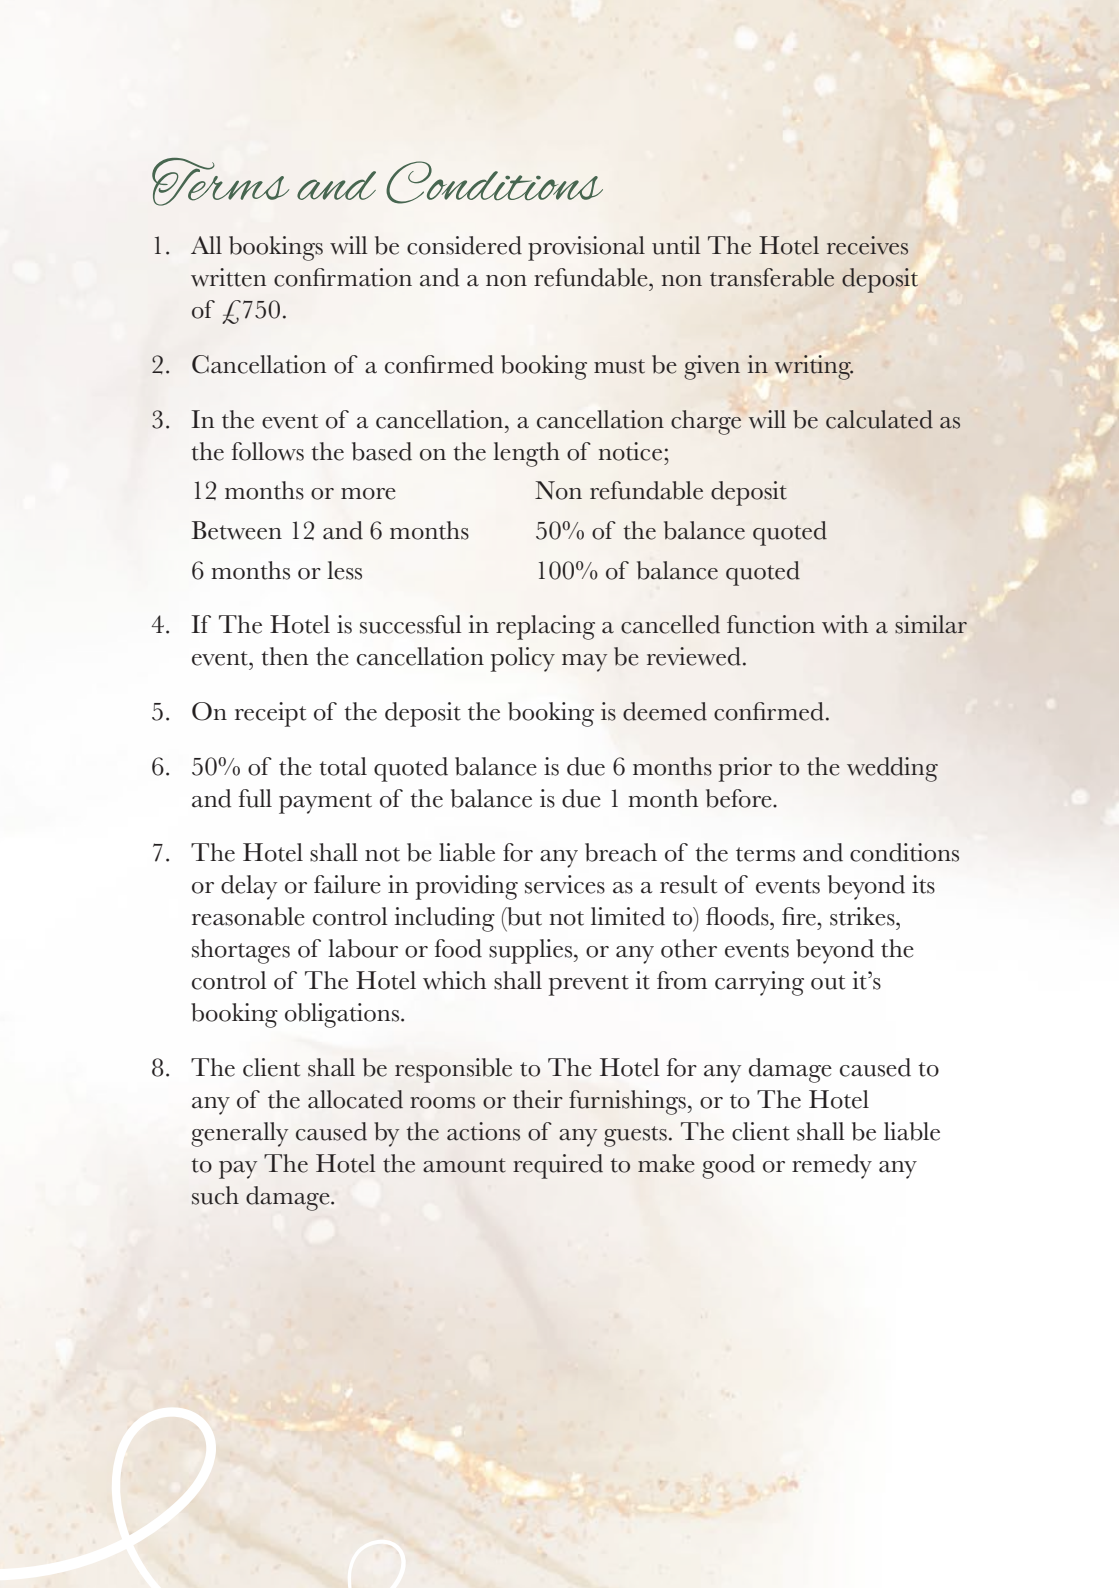 Terms and Conditions
1. All bookings will be considered provisional until The Hotel receives
written confirmation and a non refundable, non transferable deposit
of £750.
2. Cancellation of a confirmed booking must be given in writing.
3. In the event of a cancellation, a cancellation charge will be calculated as
the follows the based on the length of notice;
12 months or more Non refundable deposit
Between 12 and 6 months 50% of the balance quoted
6 months or less 100% of balance quoted
4. If The Hotel is successful in replacing a cancelled function with a similar
event, then the cancellation policy may be reviewed.
5. On receipt of the deposit the booking is deemed confirmed.
6. 50% of the total quoted balance is due 6 months prior to the wedding
and full payment of the balance is due 1 month before.
7. The Hotel shall not be liable for any breach of the terms and conditions
or delay or failure in providing services as a result of events beyond its
reasonable control including (but not limited to) floods, fire, strikes,
shortages of labour or food supplies, or any other events beyond the
control of The Hotel which shall prevent it from carrying out it’s
booking obligations.
8. The client shall be responsible to The Hotel for any damage caused to
any of the allocated rooms or their furnishings, or to The Hotel
generally caused by the actions of any guests. The client shall be liable
to pay The Hotel the amount required to make good or remedy any
such damage.